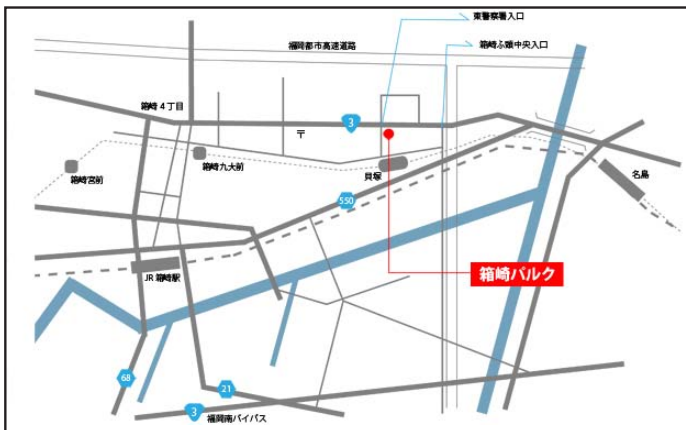 東警察署入口
福岡都市高速道路
箱崎ふ頭中央入口
箱崎4丁目
3
〒
箱崎宮前
箱崎九大前
貝塚
名島
550
JR箱崎駅
箱崎パルク
68
21
3
福岡南バイパス